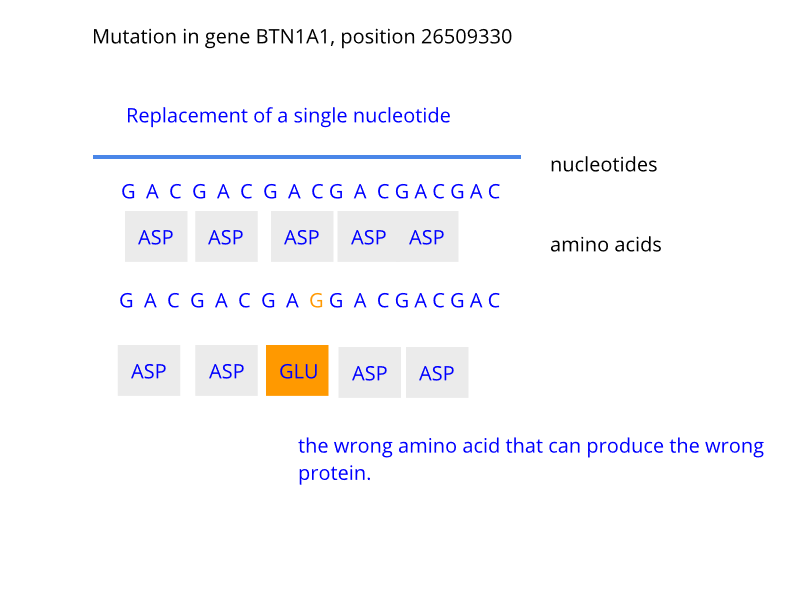 Mutation in gene BTN1A1, position 26509330
Replacement of a single nucleotide
nucleotides
G A C G A C G A C G A C G A C G A C
ASP ASP ASP ASP ASP
amino acids
G A C G A C G A G G A C G A C G A C
ASP ASP GLU ASP ASP
the wrong amino acid that can produce the wrong
protein.